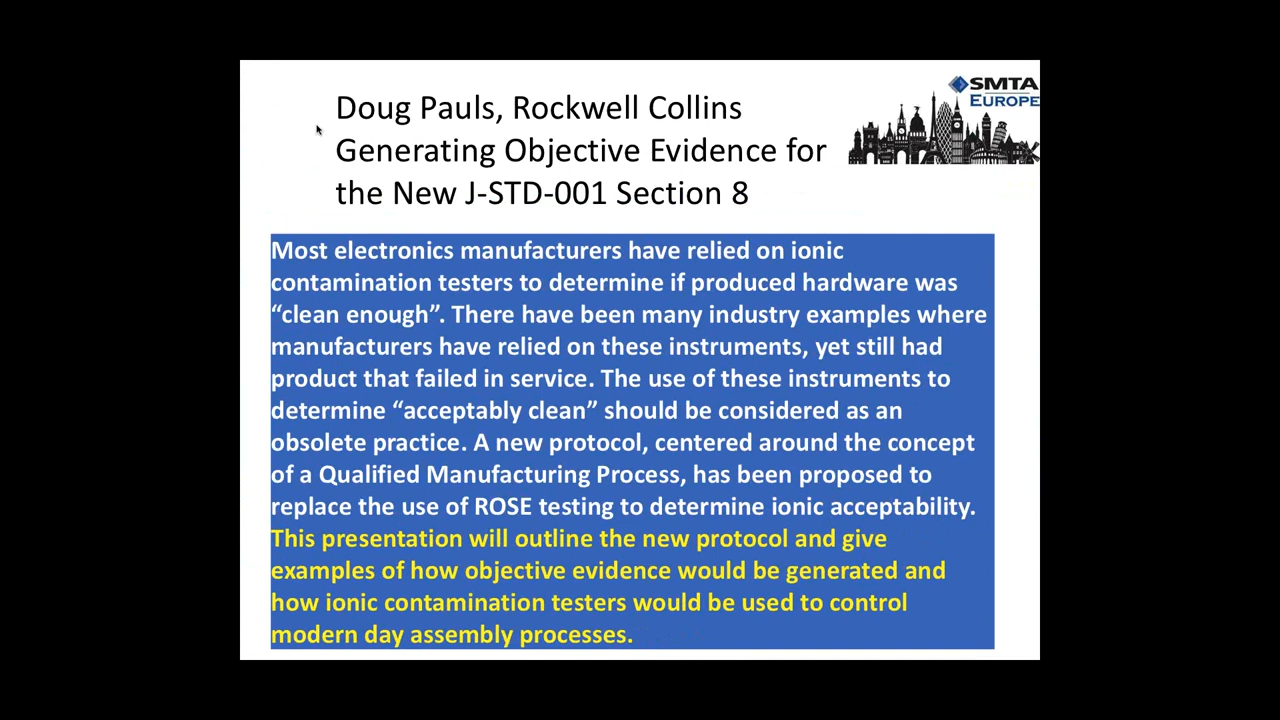 SMTA
EUROPE
Doug Pauls, Rockwell Collins
Generating Objective Evidence for
the New J-STD-001 Section 8
Most electronics manufacturers have relied on ionic
contamination testers to determine if produced hardware was
“clean enough”. There have been many industry examples where
manufacturers have relied on these instruments, yet still had
product that failed in service. The use of these instruments to
determine “acceptably clean” should be considered as an
obsolete practice. A new protocol, centered around the concept
of a Qualified Manufacturing Process, has been proposed to
replace the use of ROSE testing to determine ionic acceptability.
This presentation will outline the new protocol and give
examples of how objective evidence would be generated and
how ionic contamination testers would be used to control
modern day assembly processes.